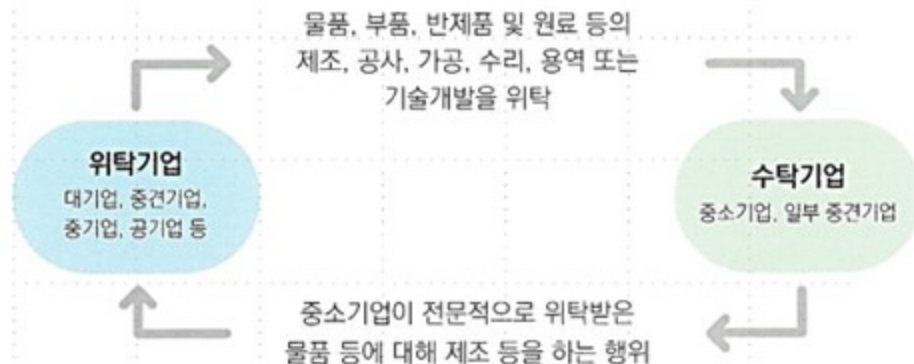 물품, 부품, 반제품 및 원료 등의
제조, 공사, 가공, 수리, 용역 또는
기술개발을 위탁
위탁기업
대기업, 중견기업,
중기업, 공기업 등
수탁기업
중소기업, 일부 중견기업
중소기업이 전문적으로 위탁받은
물품 등에 대해 제조 등을 하는 행위